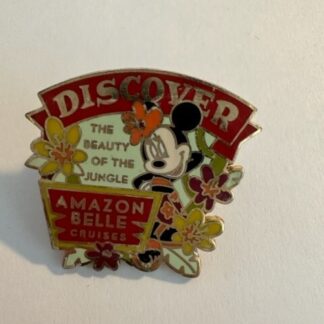 DISCOVER
THE
BEAUTY
OF THE
JUNGLE
AMAZON
BELLE
CRUISES